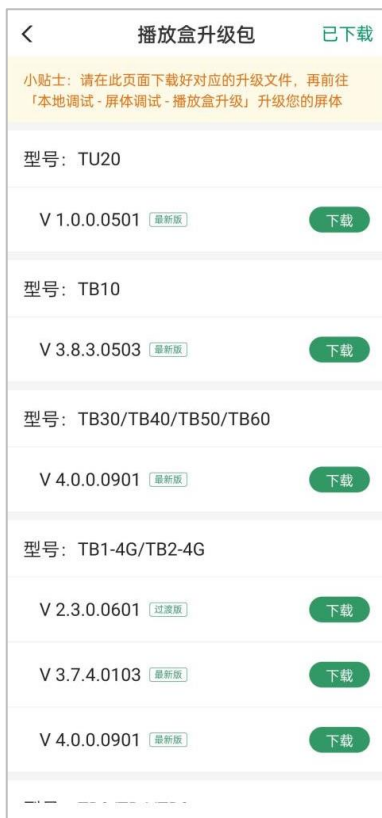 播放盒升级包
已下载
小贴士：请在此页面下载好对应的升级文件，再前往
「本地调试 - 屏体调试 - 播放盒升级」升级您的屏体
型号：TU20
V 1.0.0.0501 最新版 下载
型号：TB10
V 3.8.3.0503 最新版 下载
型号：TB30/TB40/TB50/TB60
V 4.0.0.0901 最新版 下载
型号：TB1-4G/TB2-4G
V 2.3.0.0601 过渡版 下载
V 3.7.4.0103 最新版 下载
V 4.0.0.0901 最新版 下载